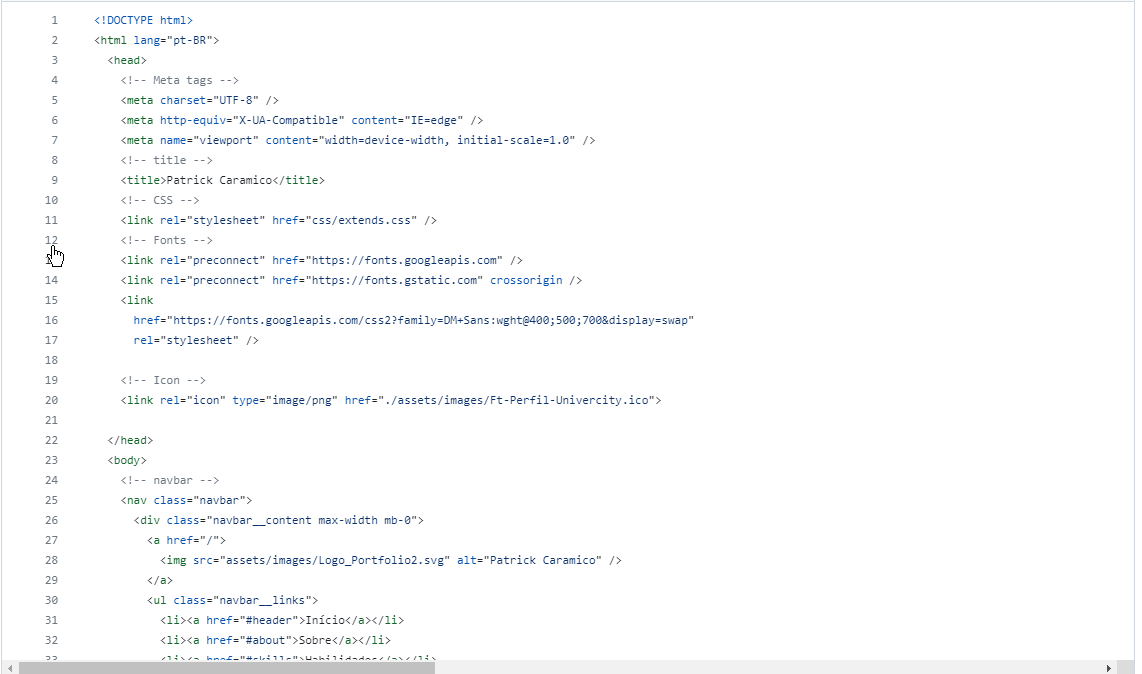 1 <!DOCTYPE html>
2 <html lang="pt-BR">
3 <head>
4 <!-- Meta tags -->
5 <meta charset="UTF-8" />
6 <meta http-equiv="X-UA-Compatible" content="IE=edge" />
7 <meta name="viewport" content="width=device-width, initial-scale=1.0" />
8 <!-- title -->
9 <title>Patrick Caramico</title>
10 <!-- CSS -->
11 <link rel="stylesheet" href="css/extends.css" />
12 <!-- Fonts -->
<link rel="preconnect" href="https://fonts.googleapis.com" />
14 <link rel="preconnect" href="https://fonts.gstatic.com" crossorigin />
15 <link
16 href="https://fonts.googleapis.com/css2?family=DM+Sans:wght@400;500;700&display=swap"
17 rel="stylesheet" />
18
19 <!-- Icon -->
20 <link rel="icon" type="image/png" href="./assets/images/Ft-Perfil-Univercity.ico">
21
22 </head>
23 <body>
24 <!-- navbar -->
25 <nav class="navbar">
26 <div class="navbar__content max-width mb-0">
27 <a href="/">
28 <img src="assets/images/Logo_Portfolio2.svg" alt="Patrick Caramico" />
29 </a>
30 <ul class="navbar__links">
31 <li><a href="#header">Início</a></li>
32 <li><a href="#about">Sobre</a></li>
33 <li><a href="#skills">Habilidades</a></li>